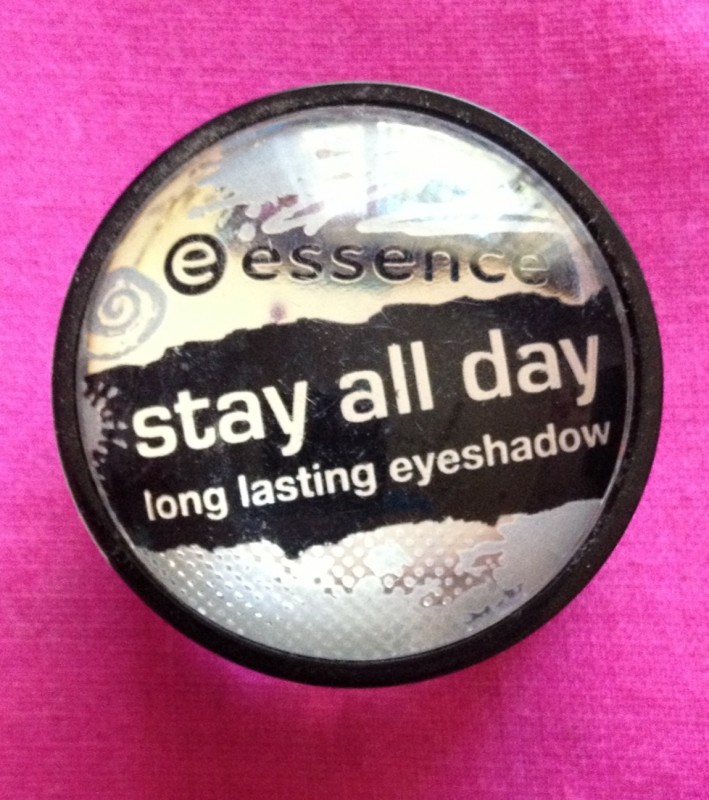 e essence
stay all day
long lasting eyeshadow